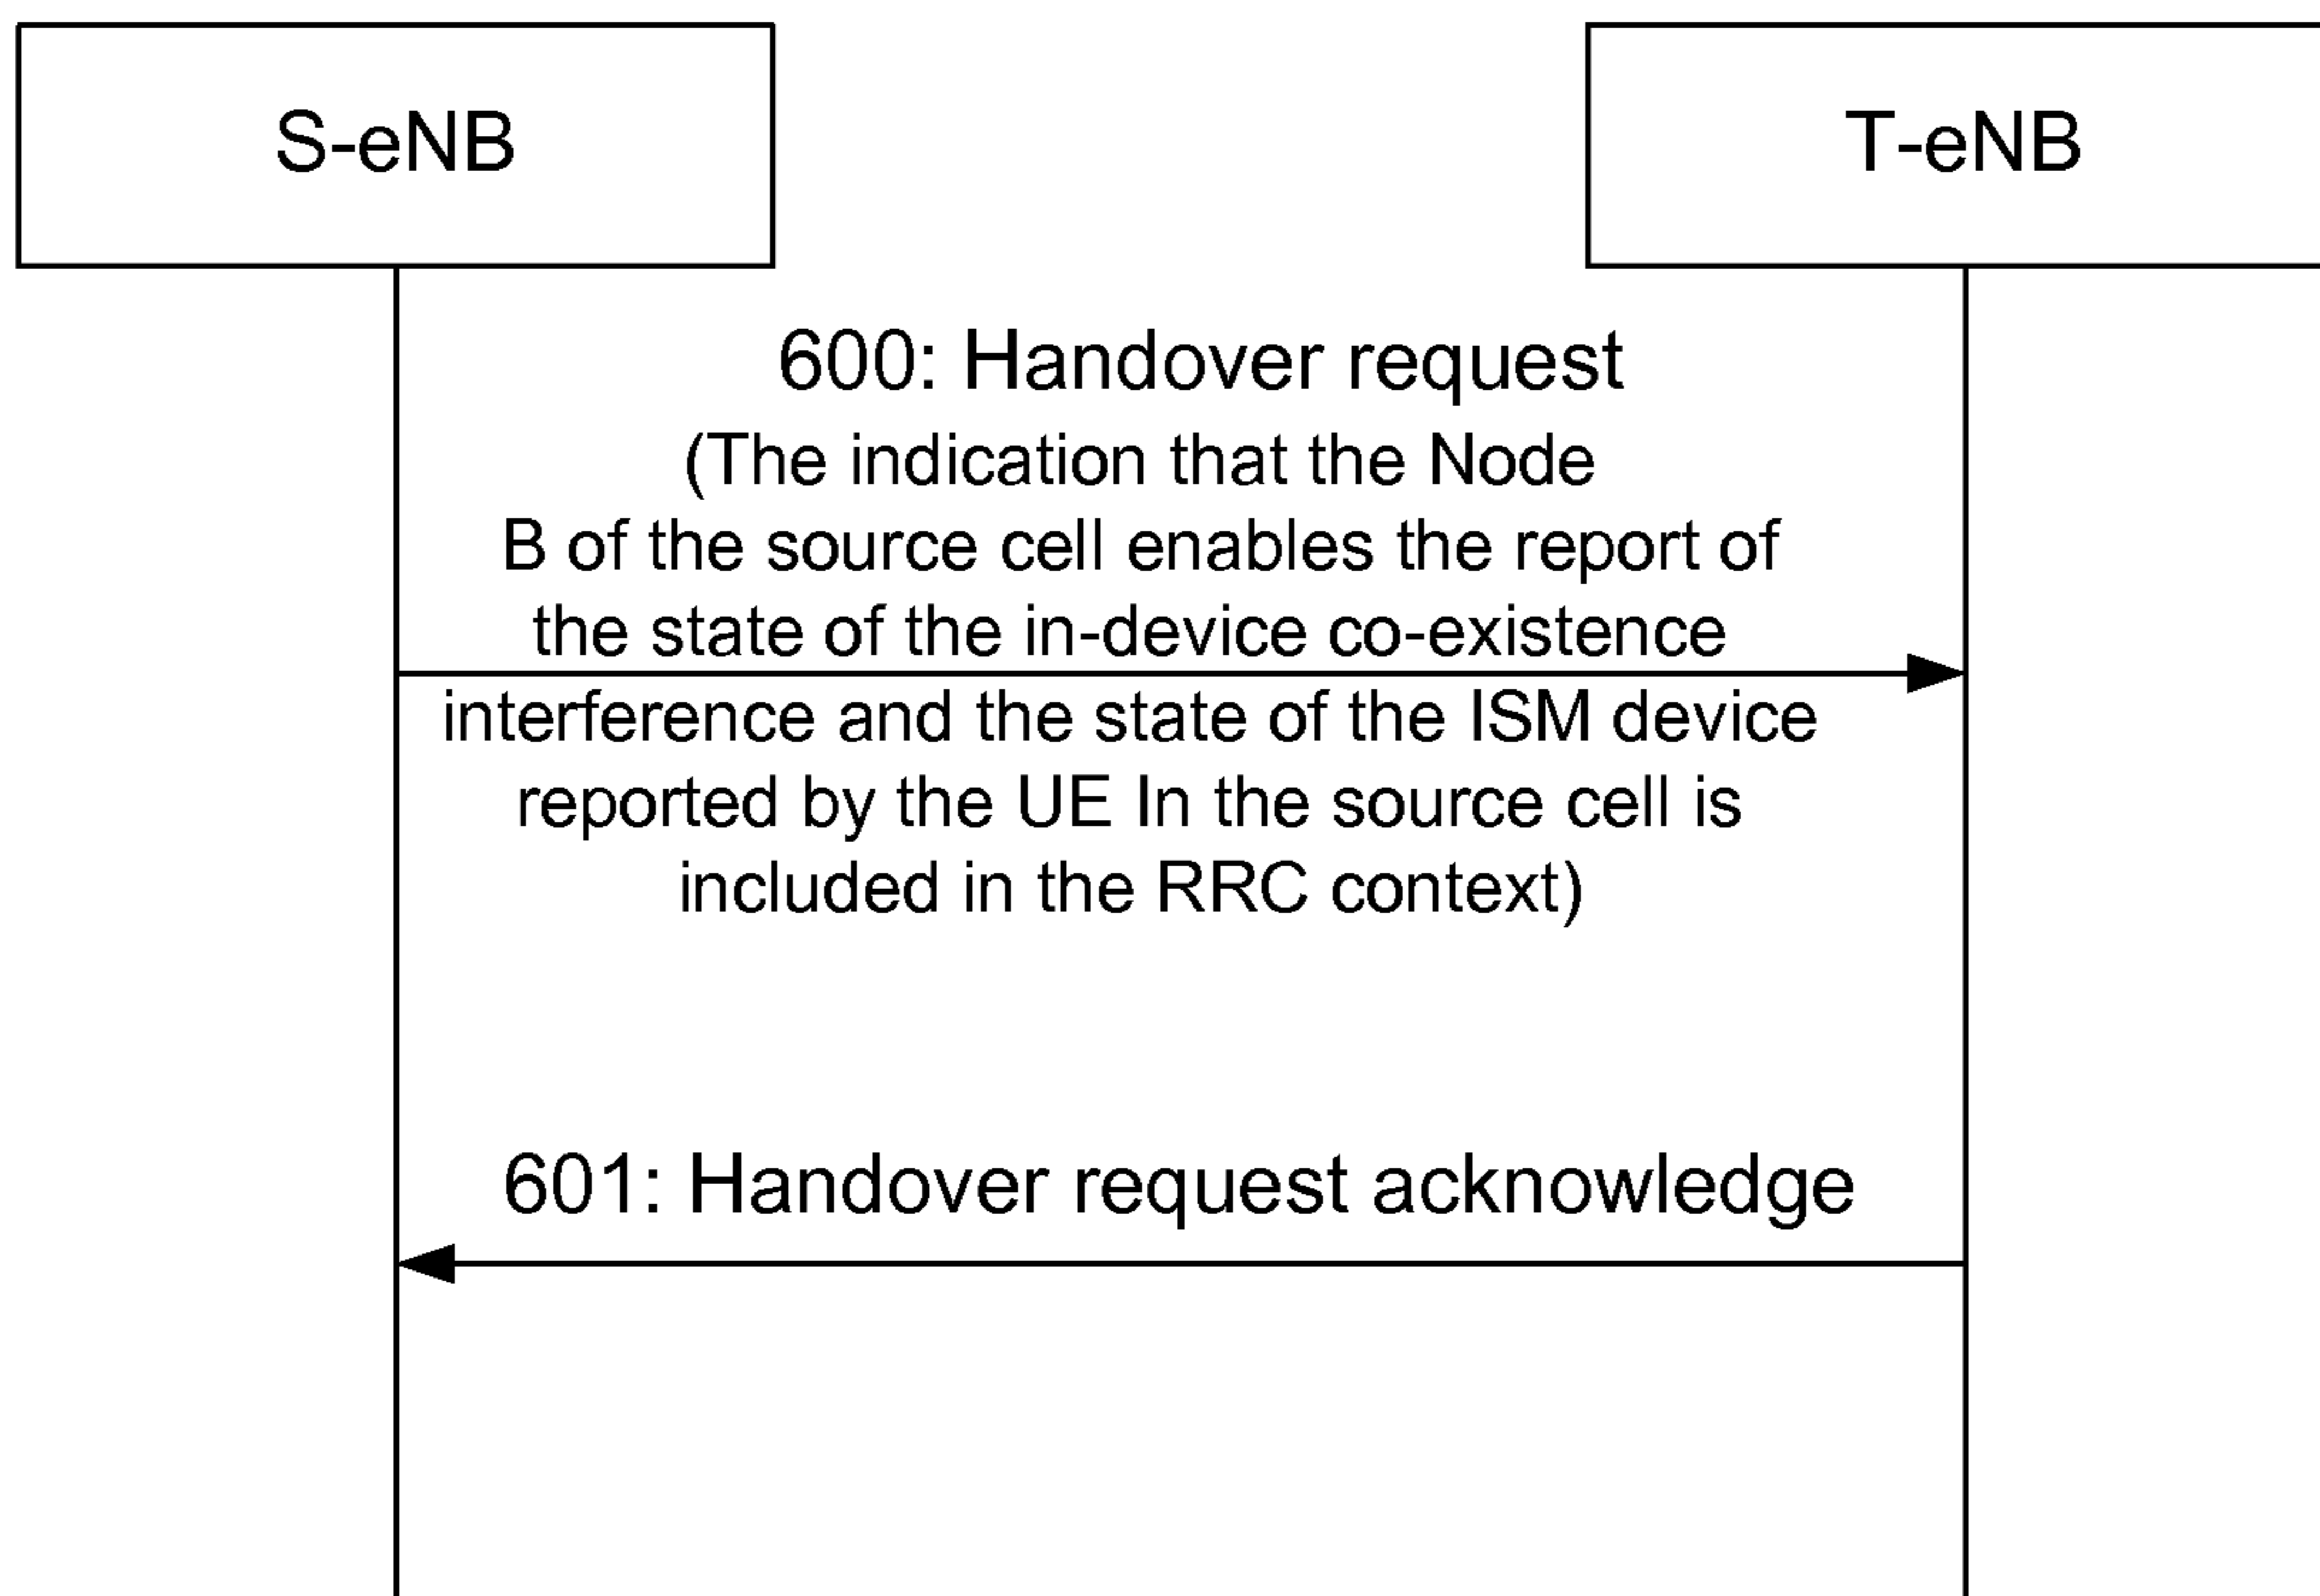 S-eNB
T-eNB
600: Handover request
(The indication that the Node
B of the source cell enables the report of
the state of the in-device co-existence
interference and the state of the ISM device
reported by the UE In the source cell is
included in the RRC context)
601: Handover request acknowledge